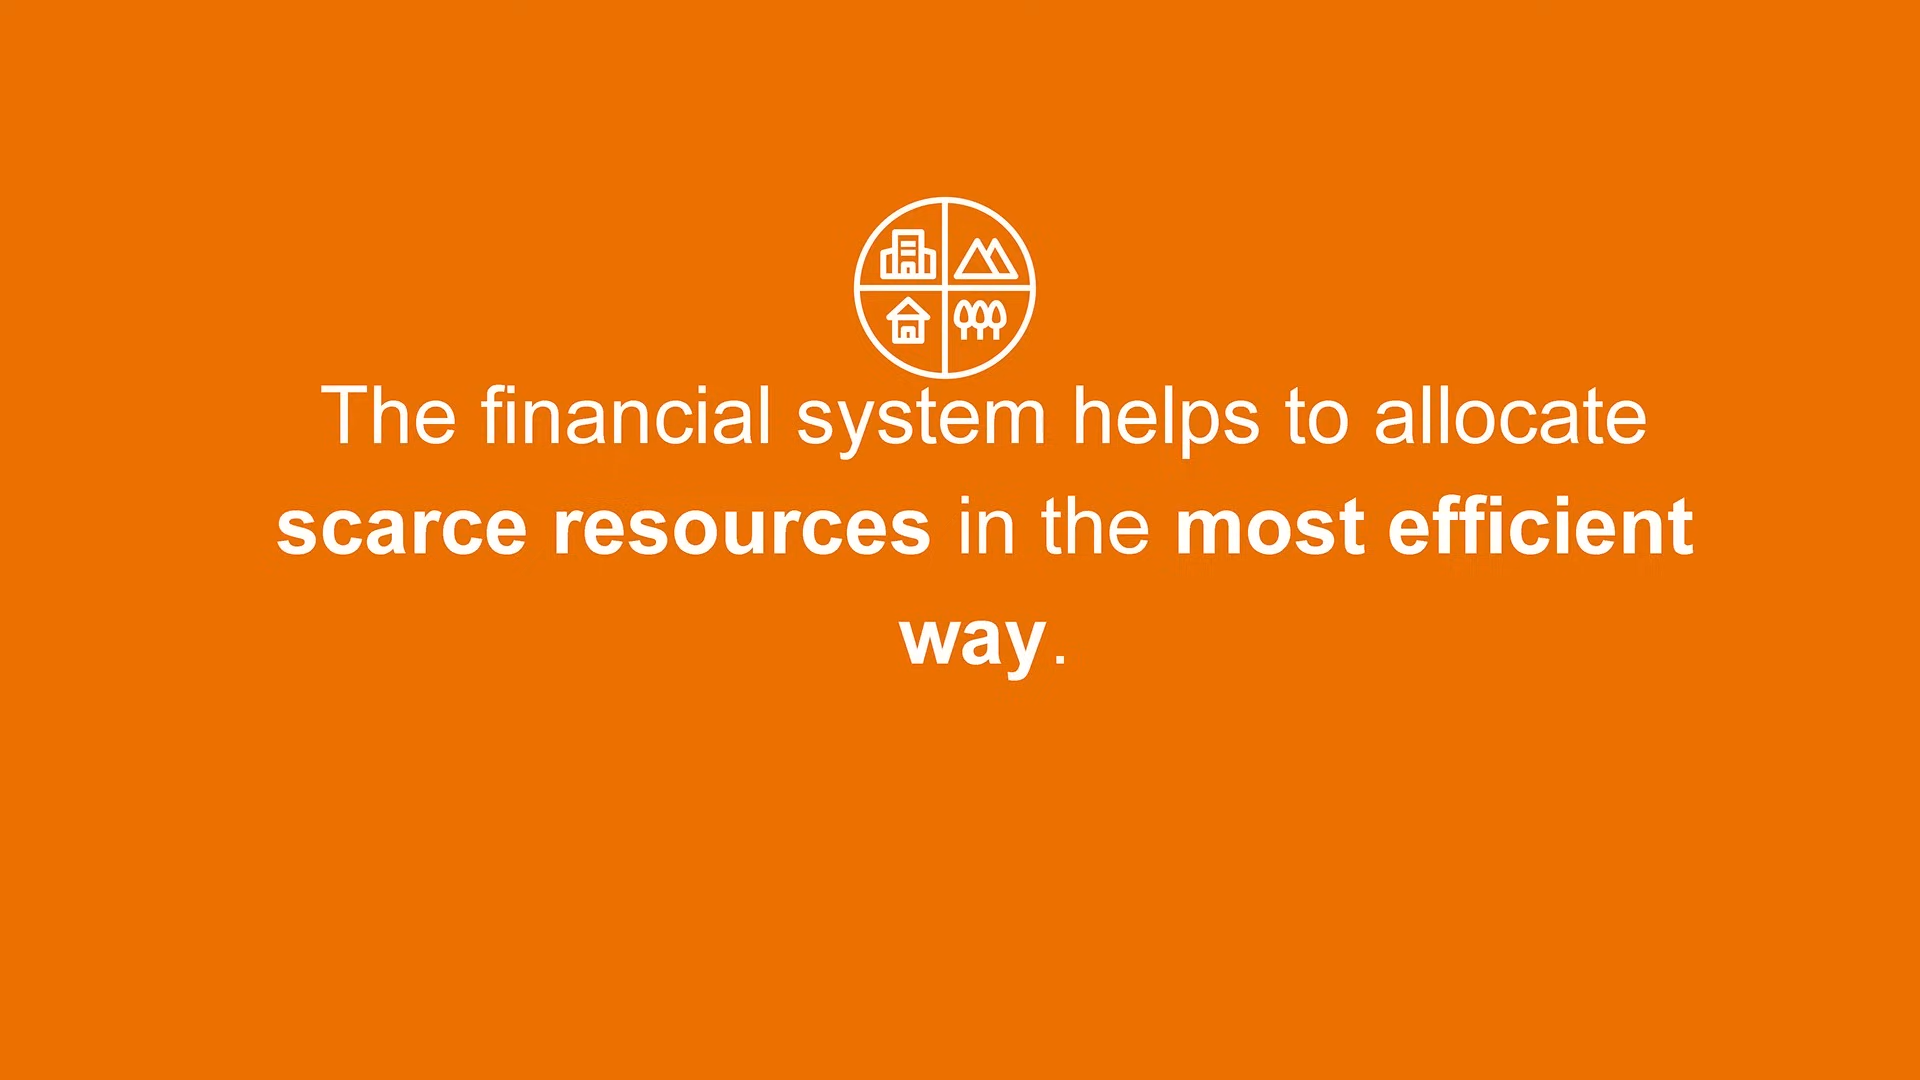 The financial system helps to allocate
scarce resources in the most efficient
way.